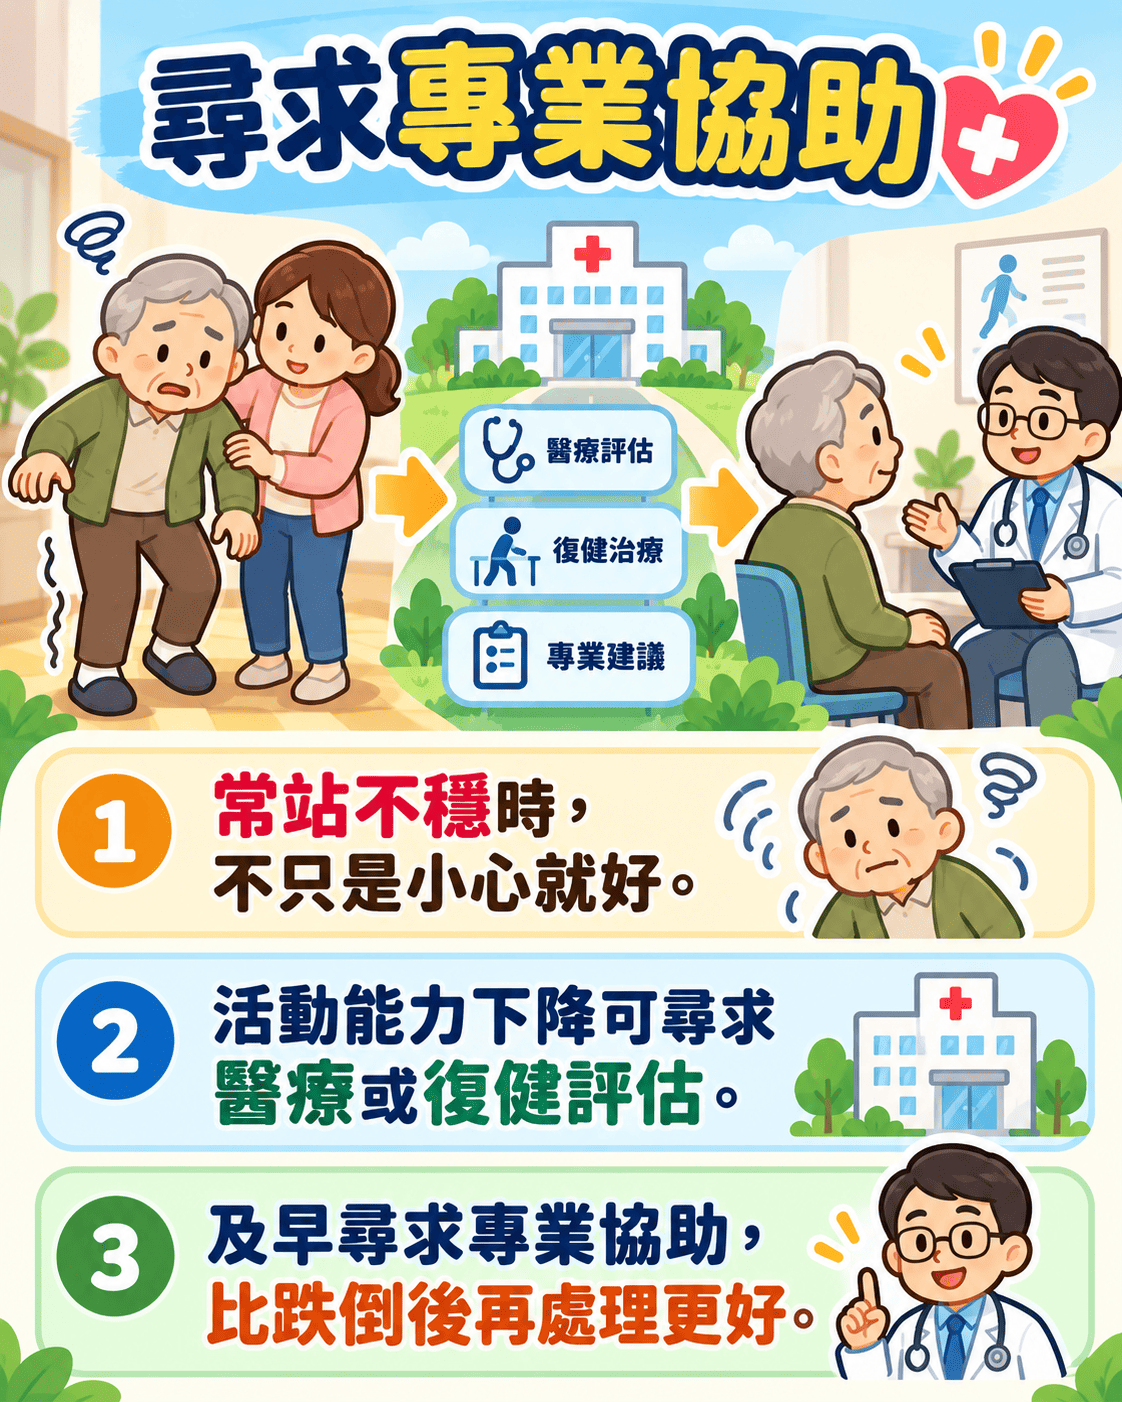 尋求專業協助
醫療評估
復健治療
專業建議
1
常站不穩時，
不只是小心就好。
2
活動能力下降可尋求
醫療或復健評估。
3
及早尋求專業協助，
比跌倒後再處理更好。